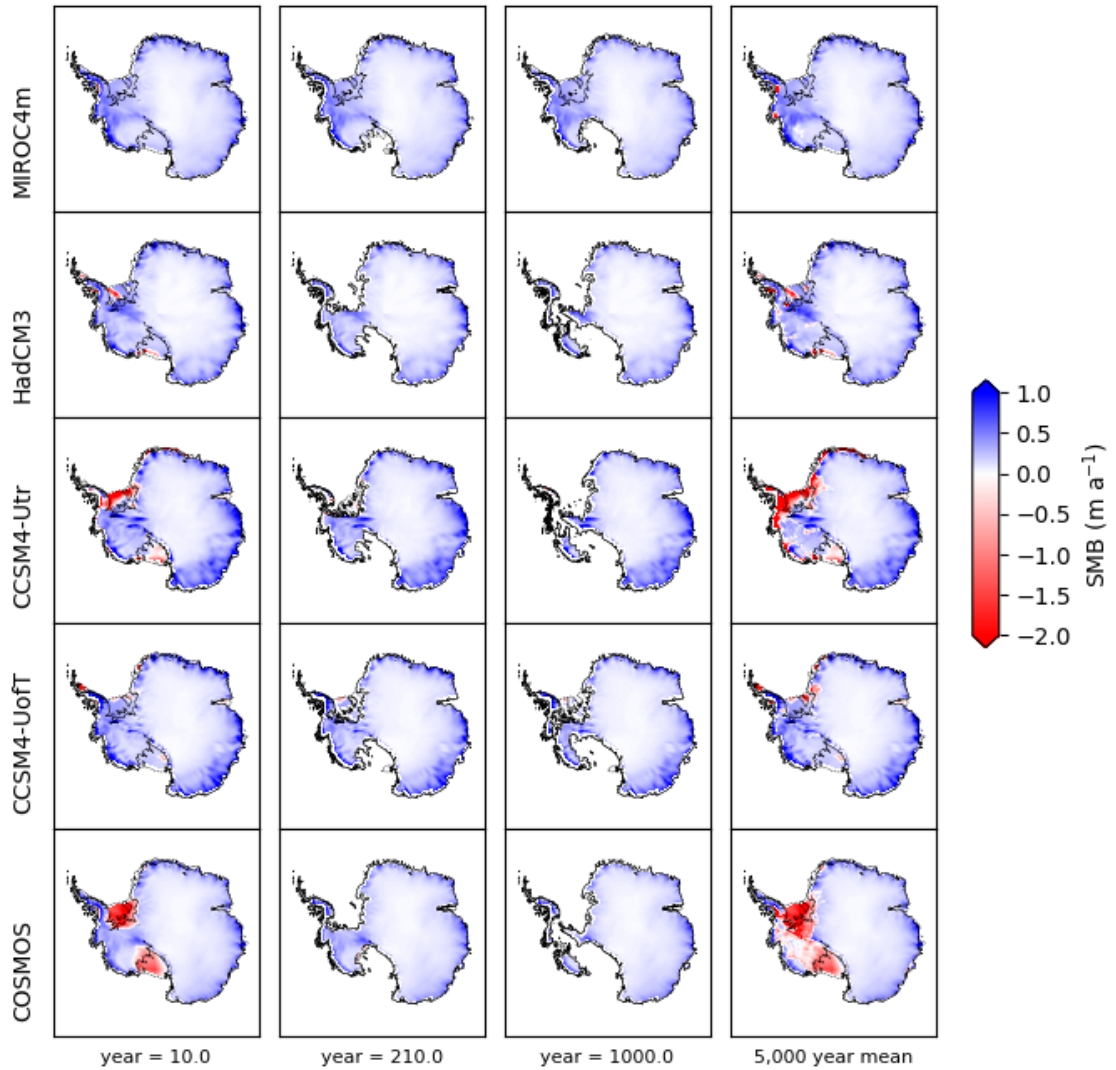 MIROC4m
HadCM3
CCSM4-Utr
CCSM4-UofT
COSMOS
year = 10.0
year = 210.0
year = 1000.0
5,000 year mean
1.0
0.5
0.0
−0.5
−1.0
−1.5
−2.0
SMB (m a⁻¹)